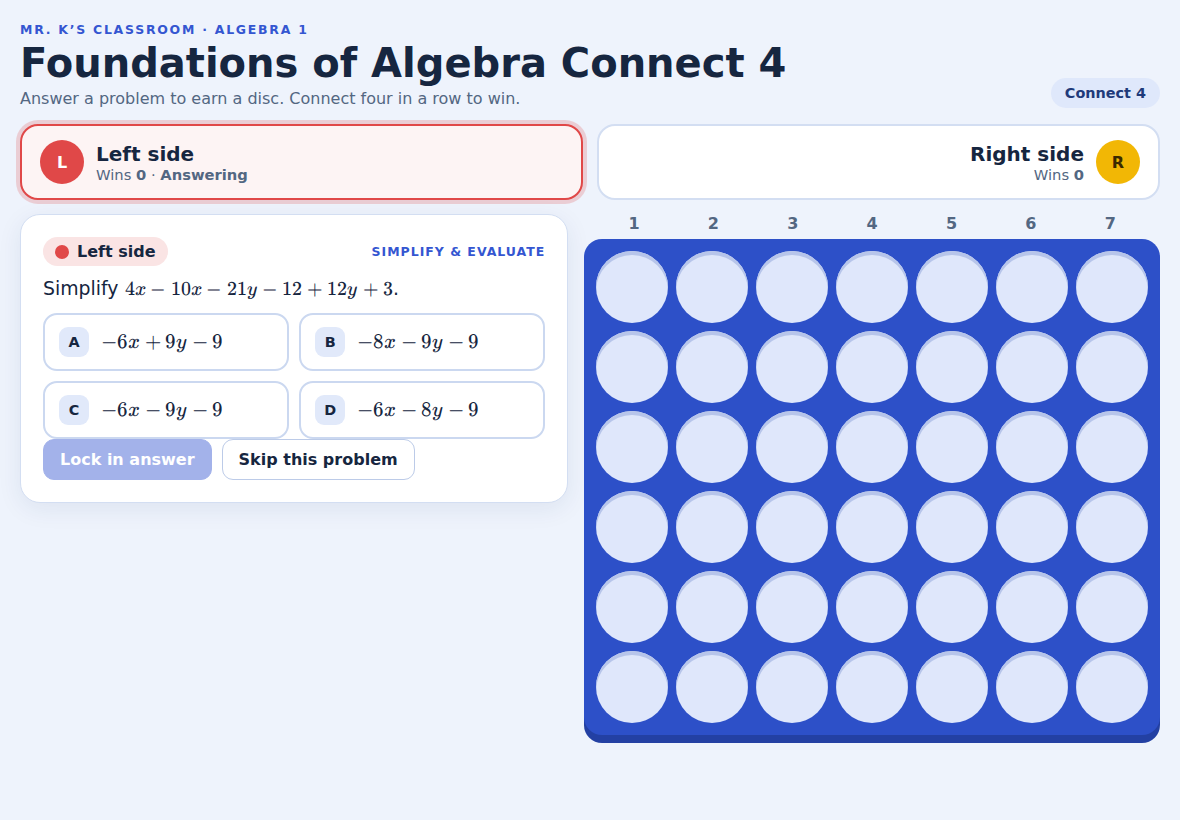 MR. K’S CLASSROOM · ALGEBRA 1
Foundations of Algebra Connect 4
Answer a problem to earn a disc. Connect four in a row to win.
Connect 4
L
Left side
Wins 0 · Answering
Right side
Wins 0
R
Left side
SIMPLIFY & EVALUATE
Simplify 4x − 10x − 21y − 12 + 12y + 3.
A −6x + 9y − 9
B −8x − 9y − 9
C −6x − 9y − 9
D −6x − 8y − 9
Lock in answer
Skip this problem
1 2 3 4 5 6 7